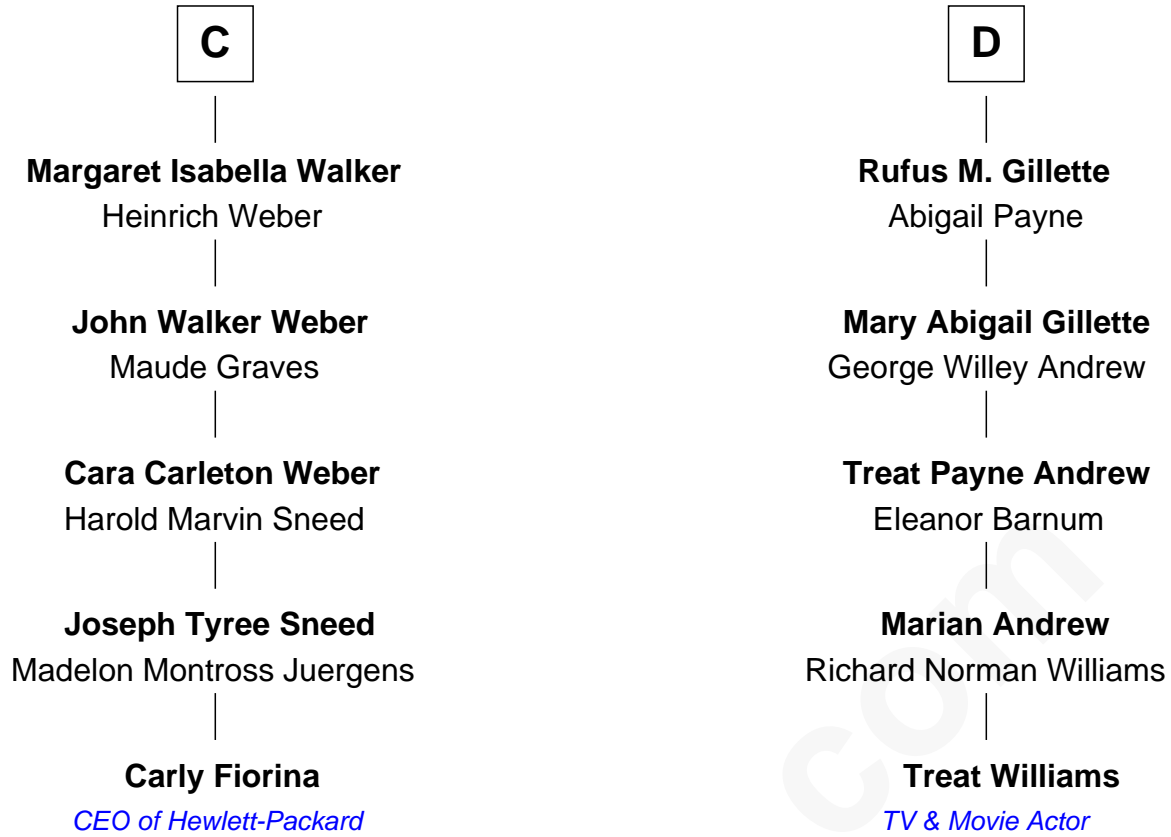 C
Margaret Isabella Walker
Heinrich Weber
John Walker Weber
Maude Graves
Cara Carleton Weber
Harold Marvin Sneed
Joseph Tyree Sneed
Madelon Montross Juergens
Carly Fiorina
CEO of Hewlett-Packard
D
Rufus M. Gillette
Abigail Payne
Mary Abigail Gillette
George Willey Andrew
Treat Payne Andrew
Eleanor Barnum
Marian Andrew
Richard Norman Williams
Treat Williams
TV & Movie Actor
com